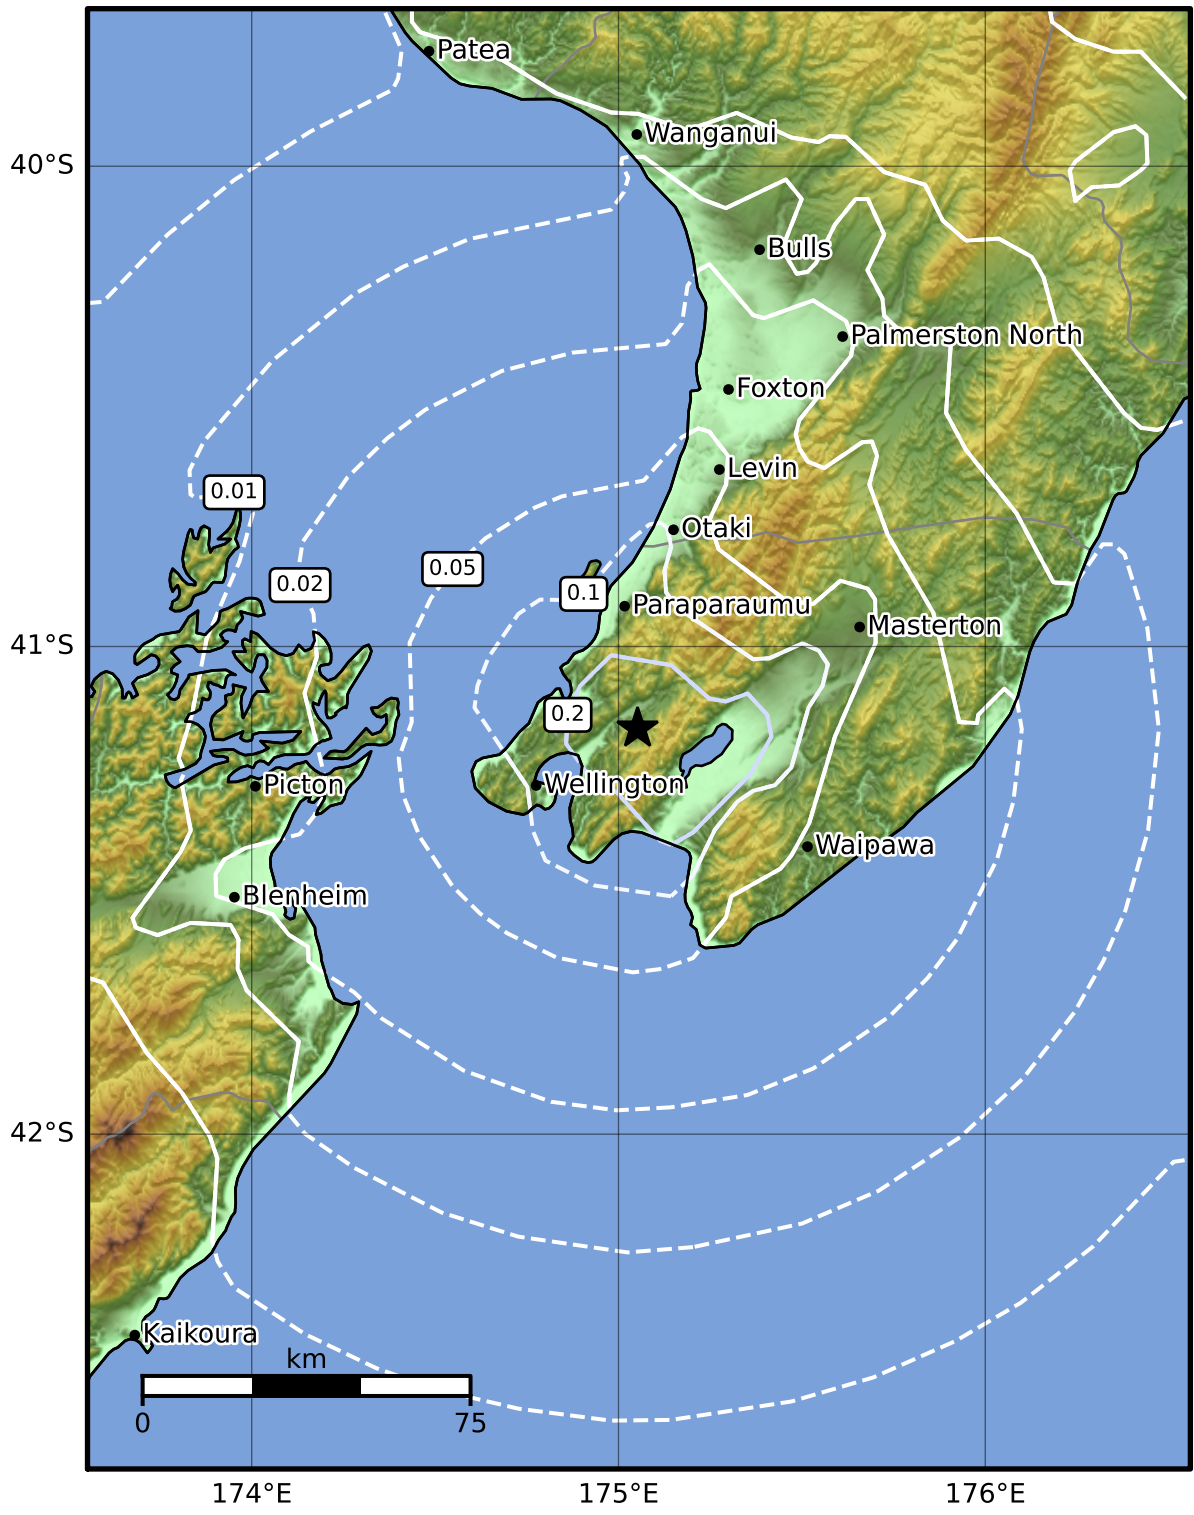 Patea
Wanganui
40°S
Bulls
Palmerston North
Foxton
Levin
0.01
Otaki
0.05
0.02
0.1
Paraparaumu
Masterton
41°S
0.2
Wellington
Picton
Waipawa
Blenheim
42°S
Kaikoura
km
0
75
174°E
175°E
176°E